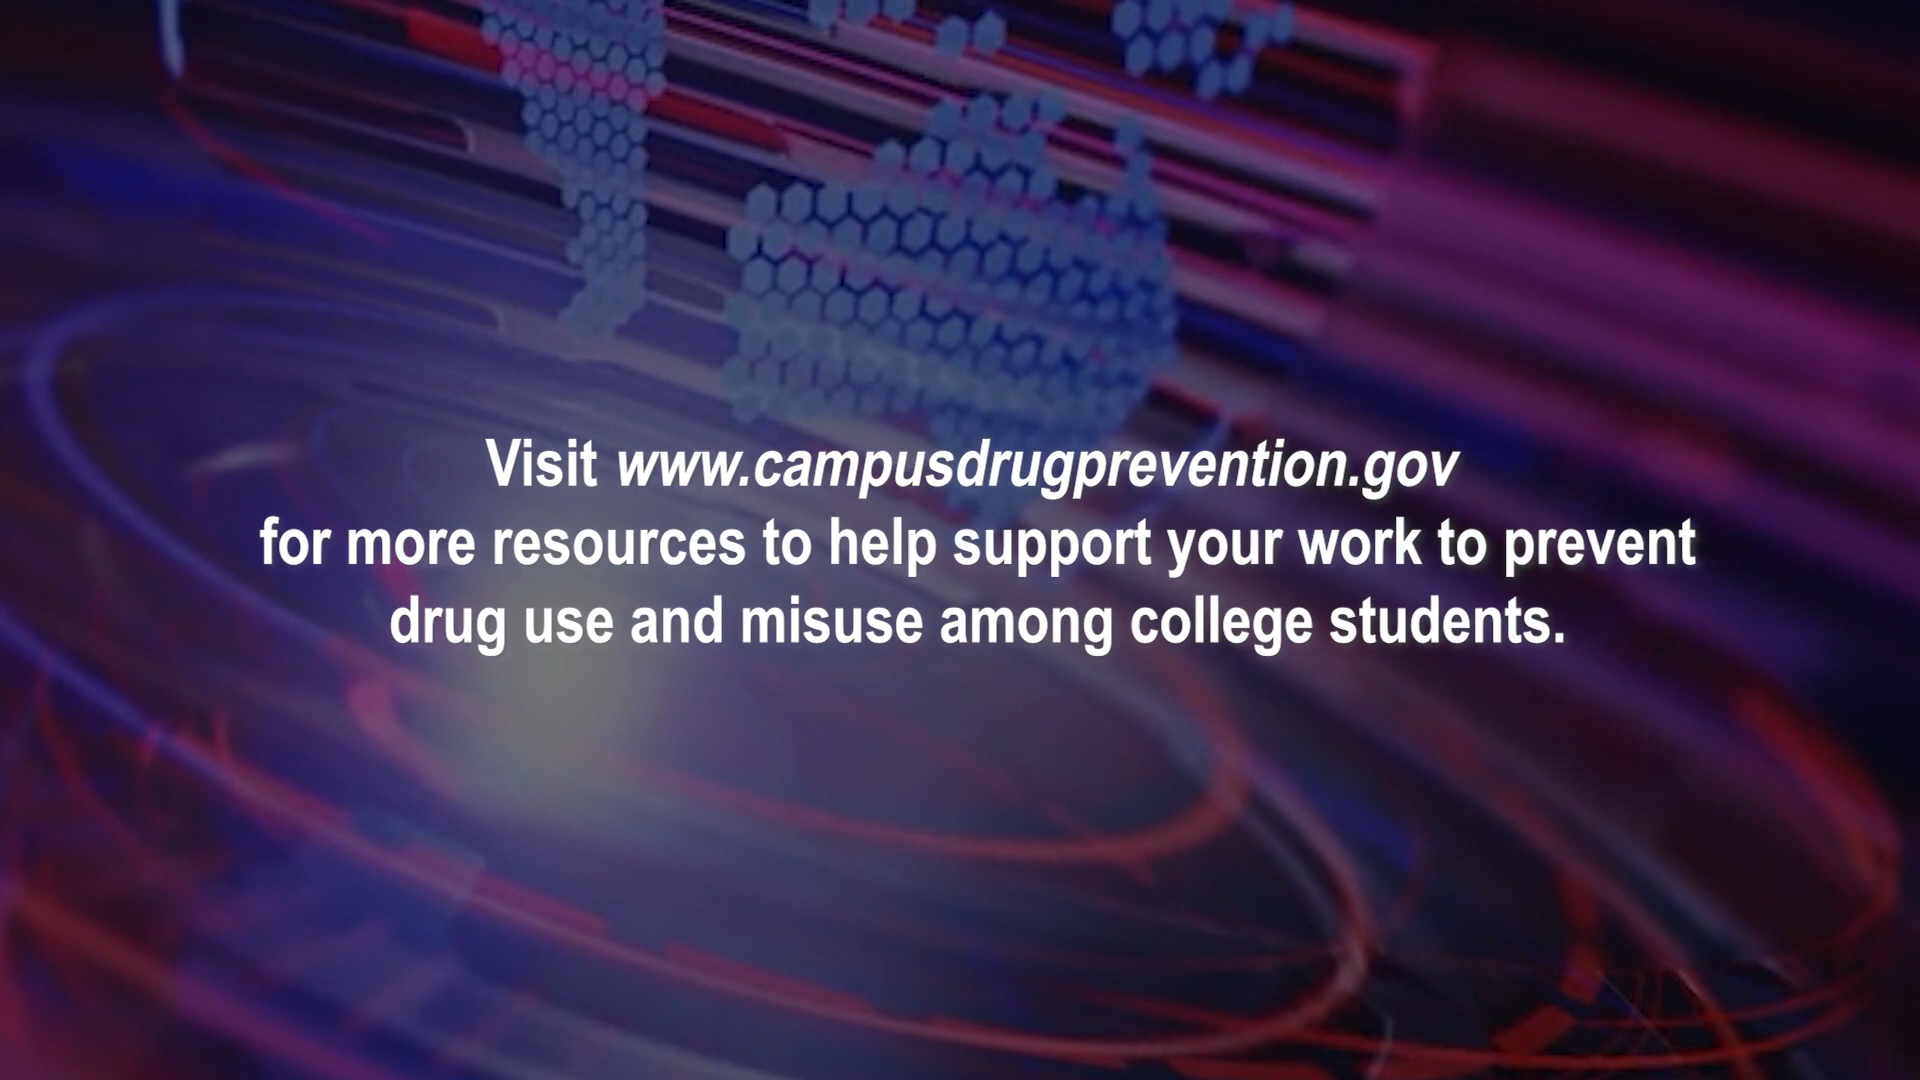 Visit www.campusdrugprevention.gov
for more resources to help support your work to prevent
drug use and misuse among college students.